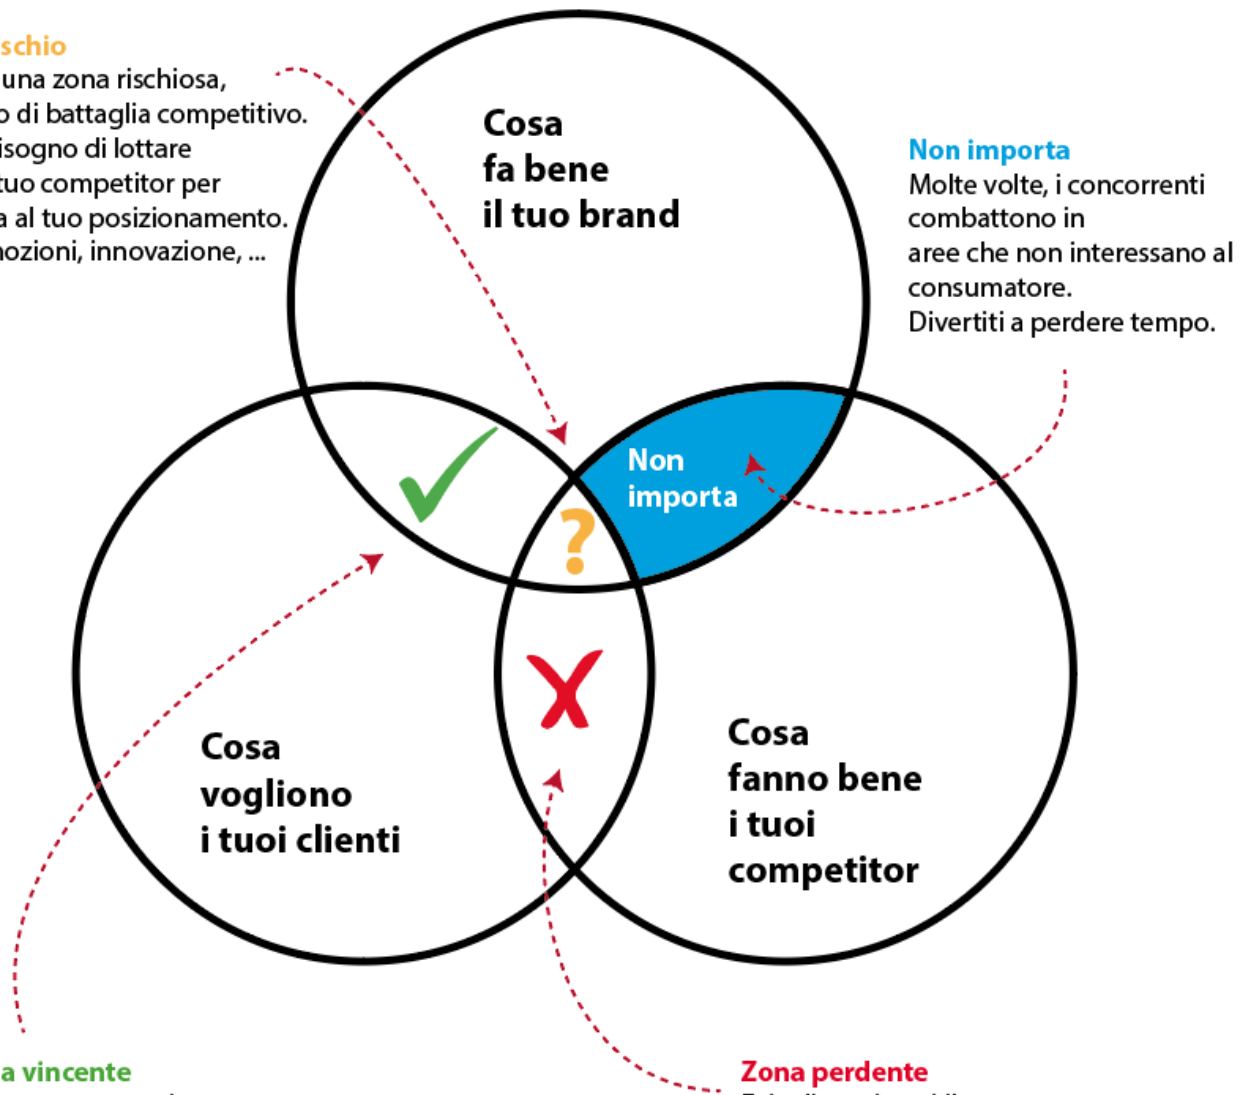 schio
una zona rischiosa,
di battaglia competitivo.
isogno di lottare
tuo competitor per
al tuo posizionamento.
nozioni, innovazione, ...
Cosa
fa bene
il tuo brand
Non importa
Molte volte, i concorrenti
combattono in
aree che non interessano al
consumatore.
Divertiti a perdere tempo.
Non
importa
?
Cosa
vogliono
i tuoi clienti
Cosa
fanno bene
i tuoi
competitor
a vincente
Zona perdente